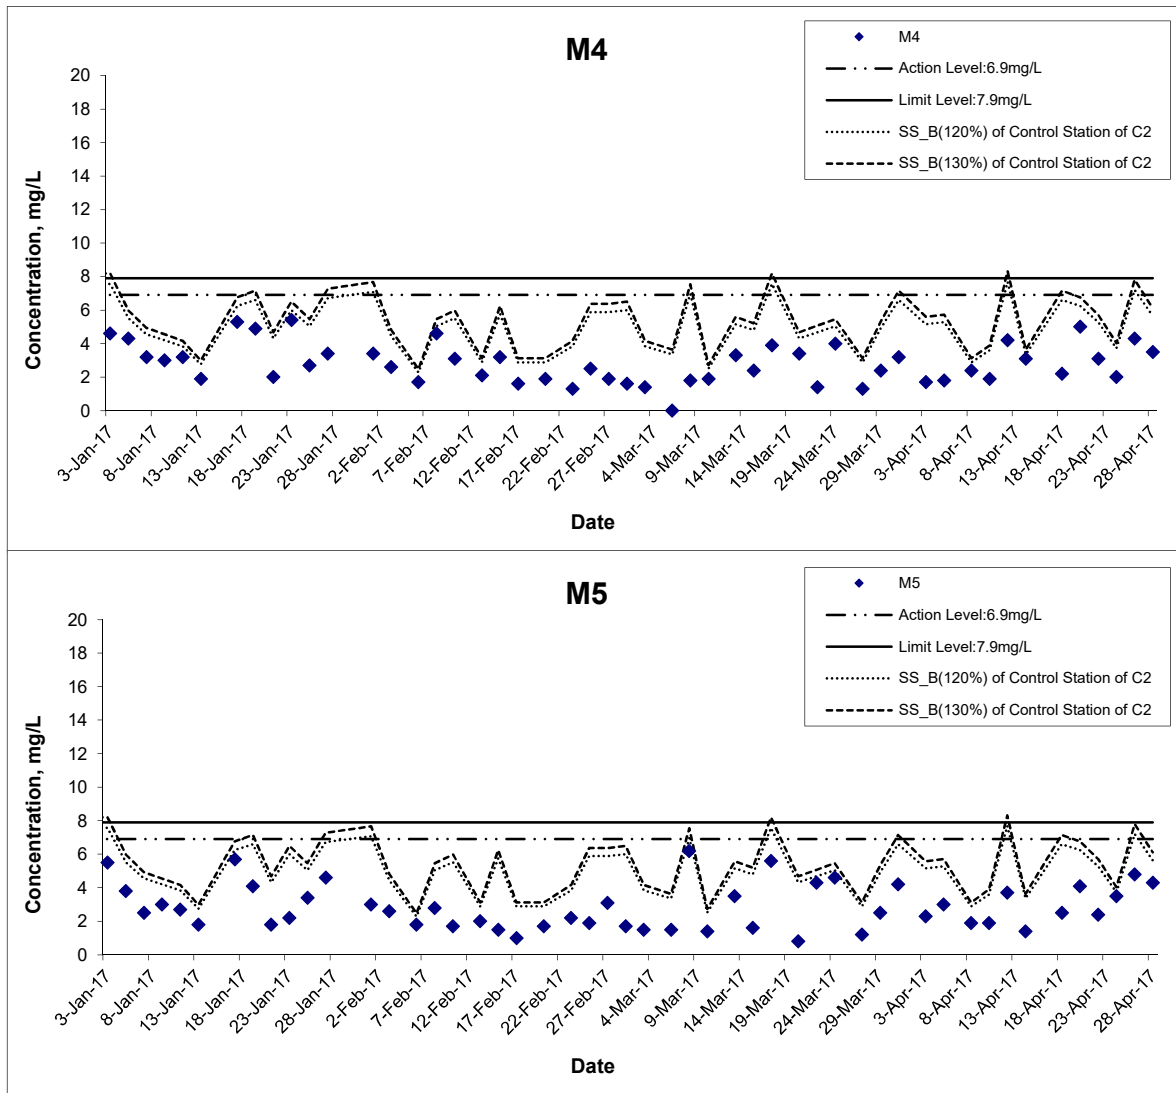 M4
M4
Action Level:6.9mg/L
Limit Level:7.9mg/L
SS_B(120%) of Control Station of C2
SS_B(130%) of Control Station of C2
Concentration, mg/L
20
18
16
14
12
10
8
6
4
2
0
3-Jan-17
8-Jan-17
13-Jan-17
18-Jan-17
23-Jan-17
28-Jan-17
2-Feb-17
7-Feb-17
12-Feb-17
17-Feb-17
22-Feb-17
27-Feb-17
4-Mar-17
9-Mar-17
14-Mar-17
19-Mar-17
24-Mar-17
29-Mar-17
3-Apr-17
8-Apr-17
13-Apr-17
18-Apr-17
23-Apr-17
28-Apr-17
Date
M5
M5
Action Level:6.9mg/L
Limit Level:7.9mg/L
SS_B(120%) of Control Station of C2
SS_B(130%) of Control Station of C2
Concentration, mg/L
20
18
16
14
12
10
8
6
4
2
0
3-Jan-17
8-Jan-17
13-Jan-17
18-Jan-17
23-Jan-17
28-Jan-17
2-Feb-17
7-Feb-17
12-Feb-17
17-Feb-17
22-Feb-17
27-Feb-17
4-Mar-17
9-Mar-17
14-Mar-17
19-Mar-17
24-Mar-17
29-Mar-17
3-Apr-17
8-Apr-17
13-Apr-17
18-Apr-17
23-Apr-17
28-Apr-17
Date